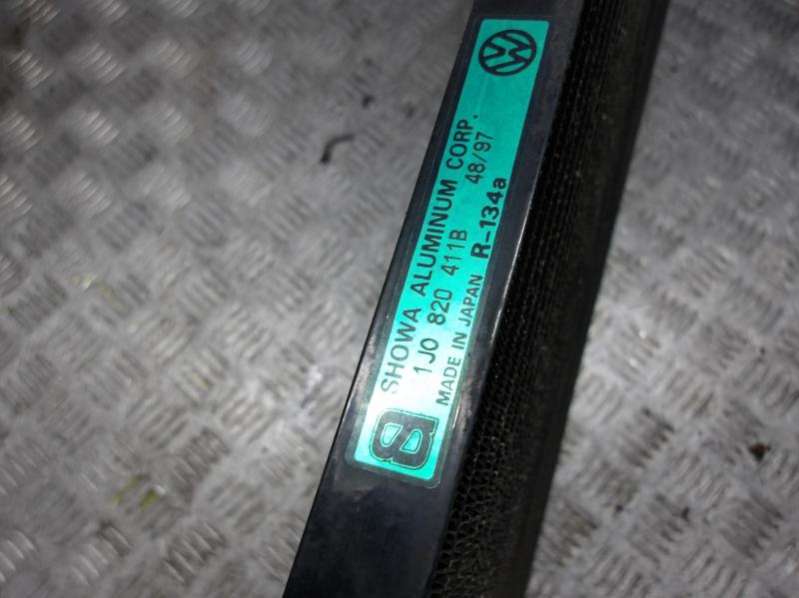 SHOWA ALUMINUM CORP.
1J0 820 411B 48/97
MADE IN JAPAN R-134a